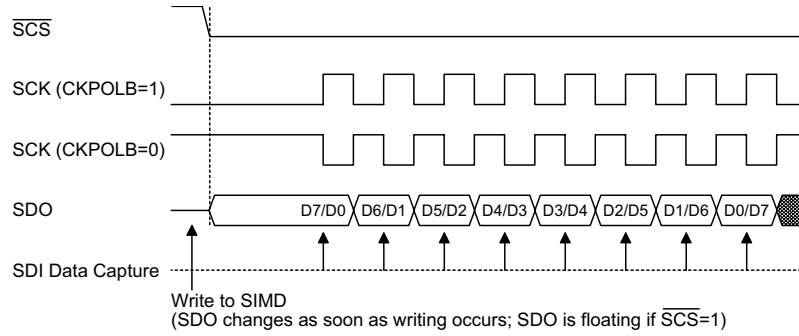 SCS
SCK (CKPOLB=1)
SCK (CKPOLB=0)
SDO D7/D0 D6/D1 D5/D2 D4/D3 D3/D4 D2/D5 D1/D6 D0/D7
SDI Data Capture
Write to SIMD
(SDO changes as soon as writing occurs; SDO is floating if SCS=1)